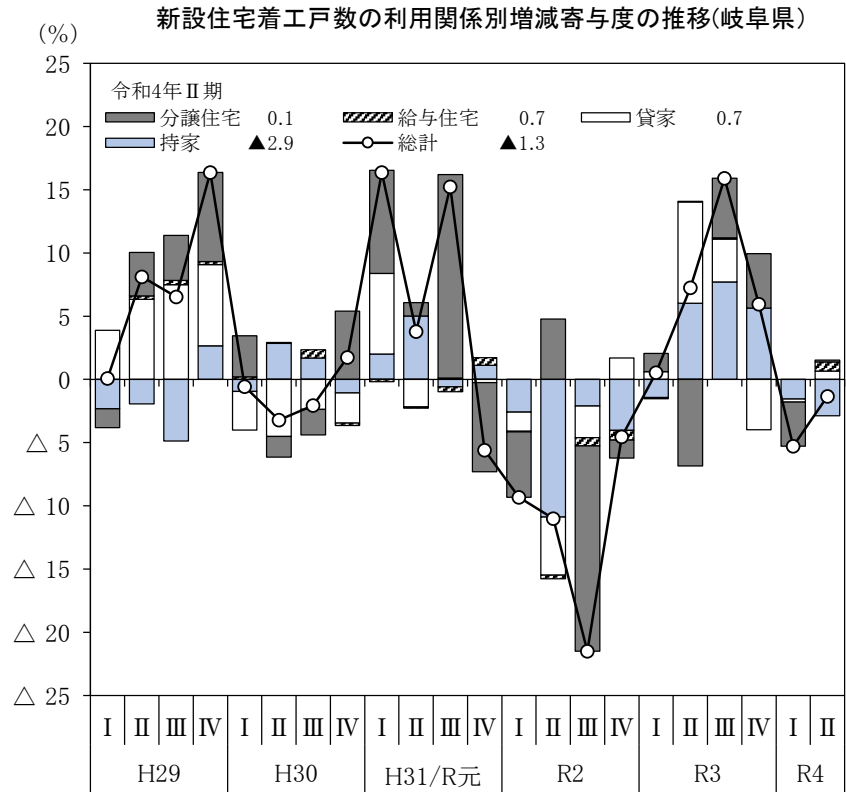 新設住宅着工戸数の利用関係別増減寄与度の推移(岐阜県)
(%)
25
20
15
10
5
0
△ 5
△ 10
△ 15
△ 20
△ 25
令和4年Ⅱ期
分譲住宅 0.1 給与住宅 0.7 貸家 0.7
持家 ▲2.9 総計 ▲1.3
Ⅰ Ⅱ Ⅲ Ⅳ Ⅰ Ⅱ Ⅲ Ⅳ Ⅰ Ⅱ Ⅲ Ⅳ Ⅰ Ⅱ Ⅲ Ⅳ Ⅰ Ⅱ Ⅲ Ⅳ Ⅰ Ⅱ
H29 H30 H31/R元 R2 R3 R4